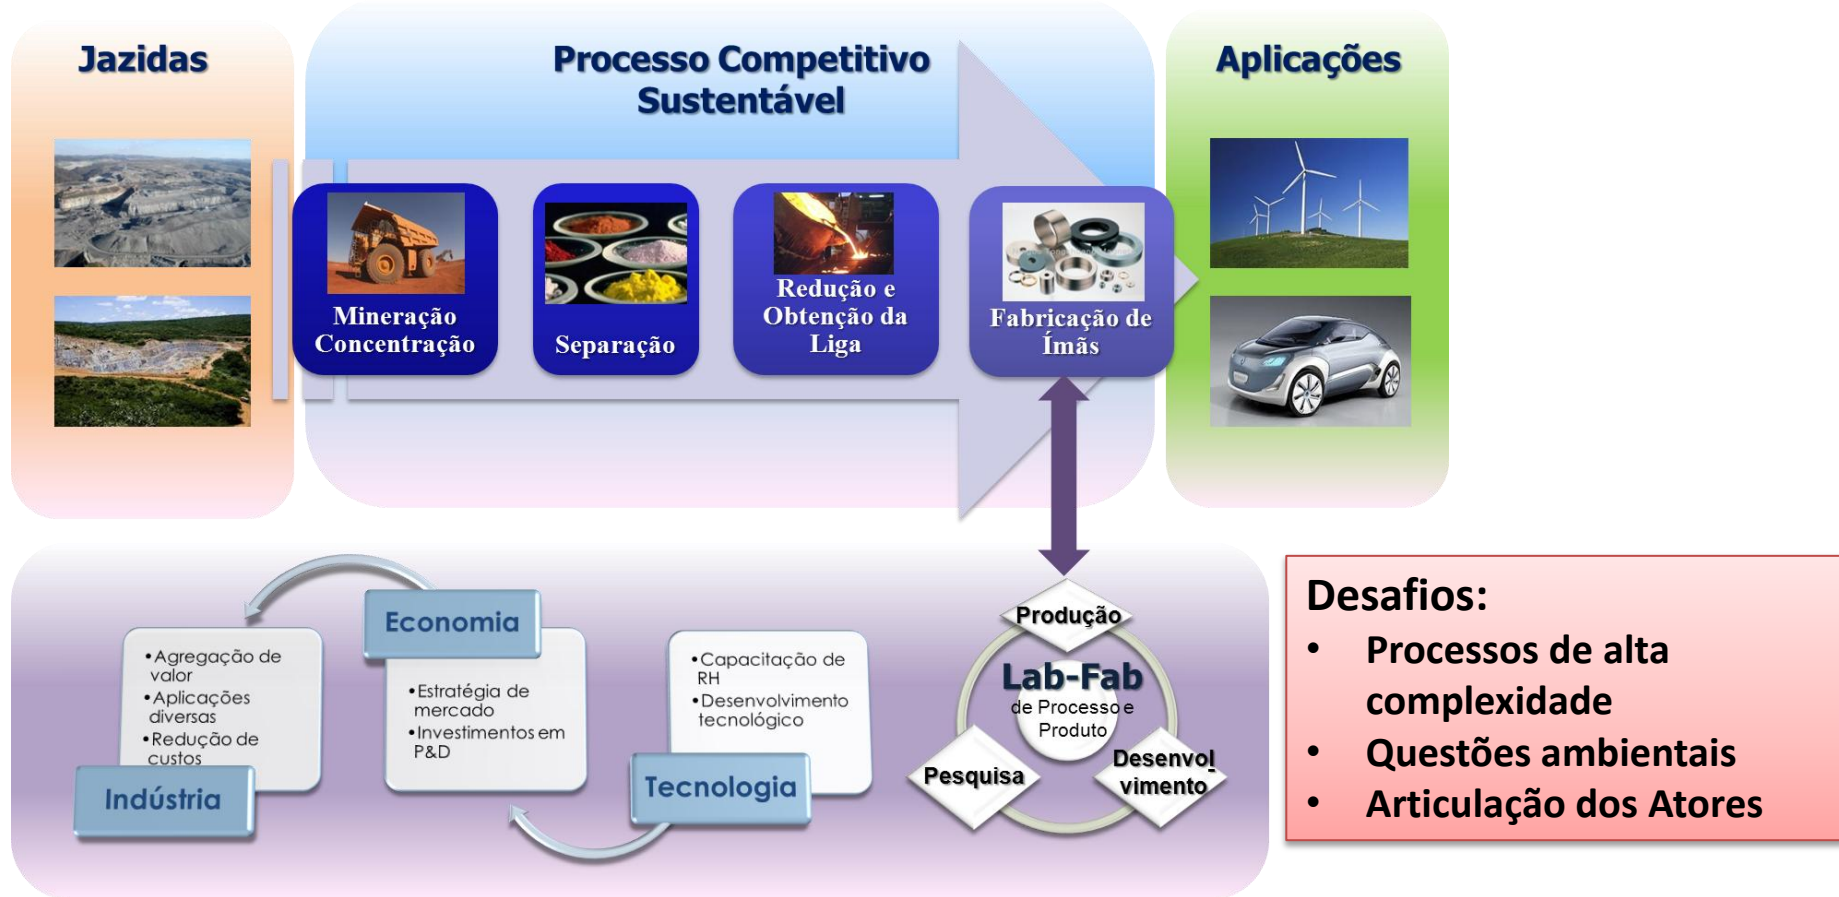 Jazidas
Processo Competitivo
Sustentável
Aplicações
Mineração
Concentração
Separação
Redução e
Obtenção da
Liga
Fabricação de
Ímãs
Economia
•Agregação de
valor
•Aplicações
diversas
•Redução de
custos
Indústria
•Estratégia de
mercado
•Investimentos em
P&D
•Capacitação de
RH
•Desenvolvimento
tecnológico
Tecnologia
Produção
Lab-Fab
de Processo e
Produto
Pesquisa
Desenvol
vimento
Desafios:
• Processos de alta
complexidade
• Questões ambientais
• Articulação dos Atores